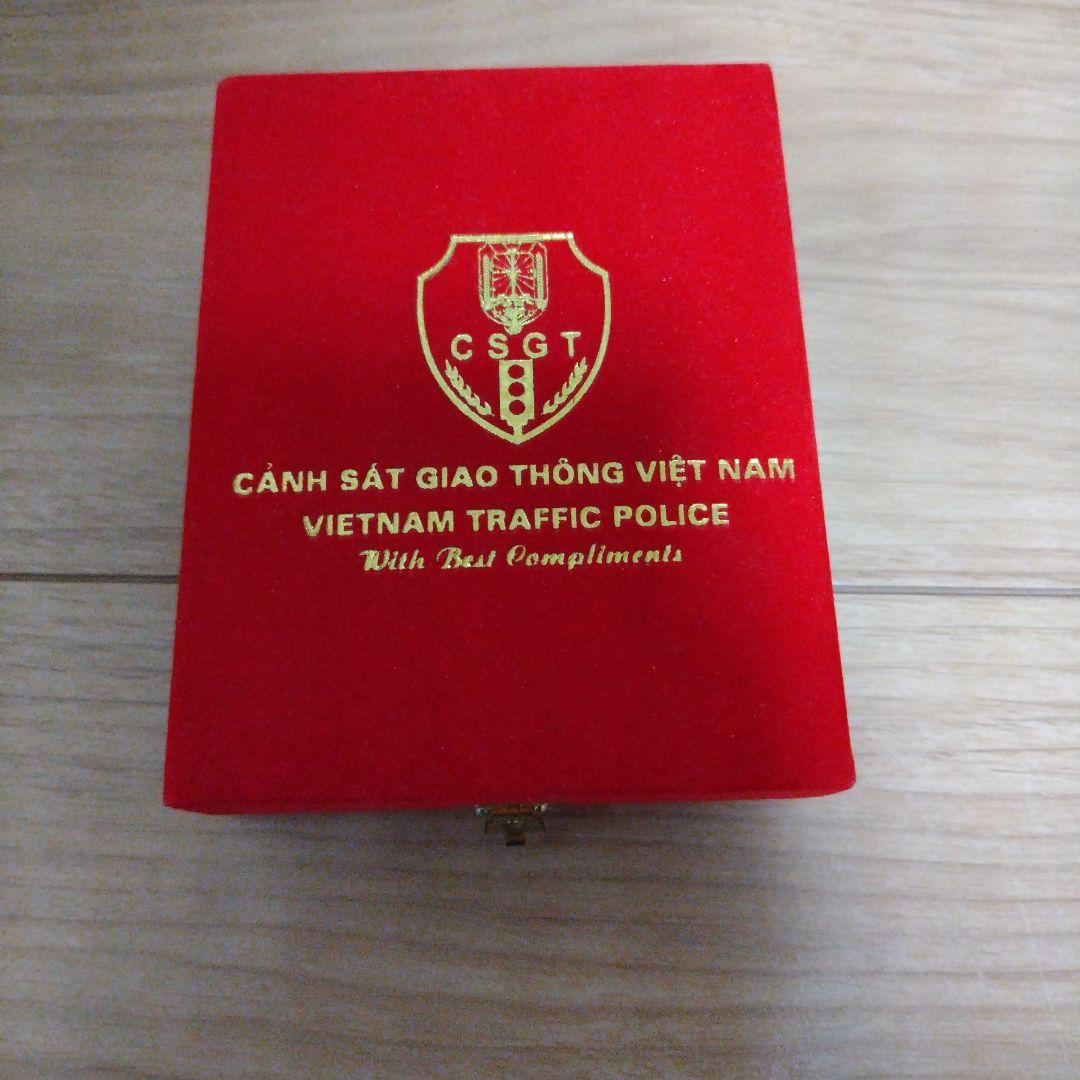 CSGT
CẢNH SÁT GIAO THÔNG VIỆT NAM
VIETNAM TRAFFIC POLICE
With Best Compliments